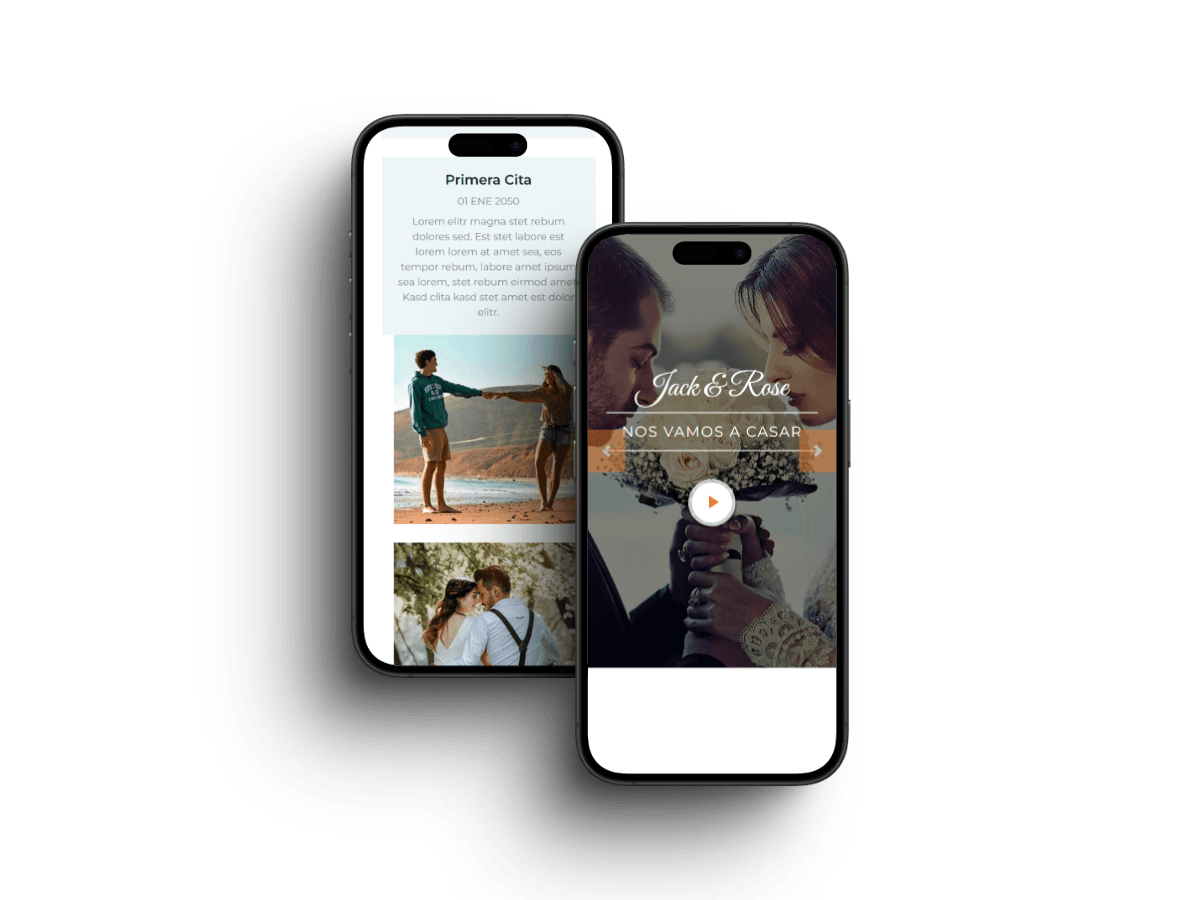 Primera Cita
01 ENE 2050
Lorem elitr magna stet rebum
dolores sed. Est stet labore est
lorem lorem at amet sea, eos
tempor rebum, labore amet ipsum
sea lorem, stet rebum eirmod amet.
Kasd clita kasd stet amet est dolor
elitr.
Jack & Rose
NOS VAMOS A CASAR